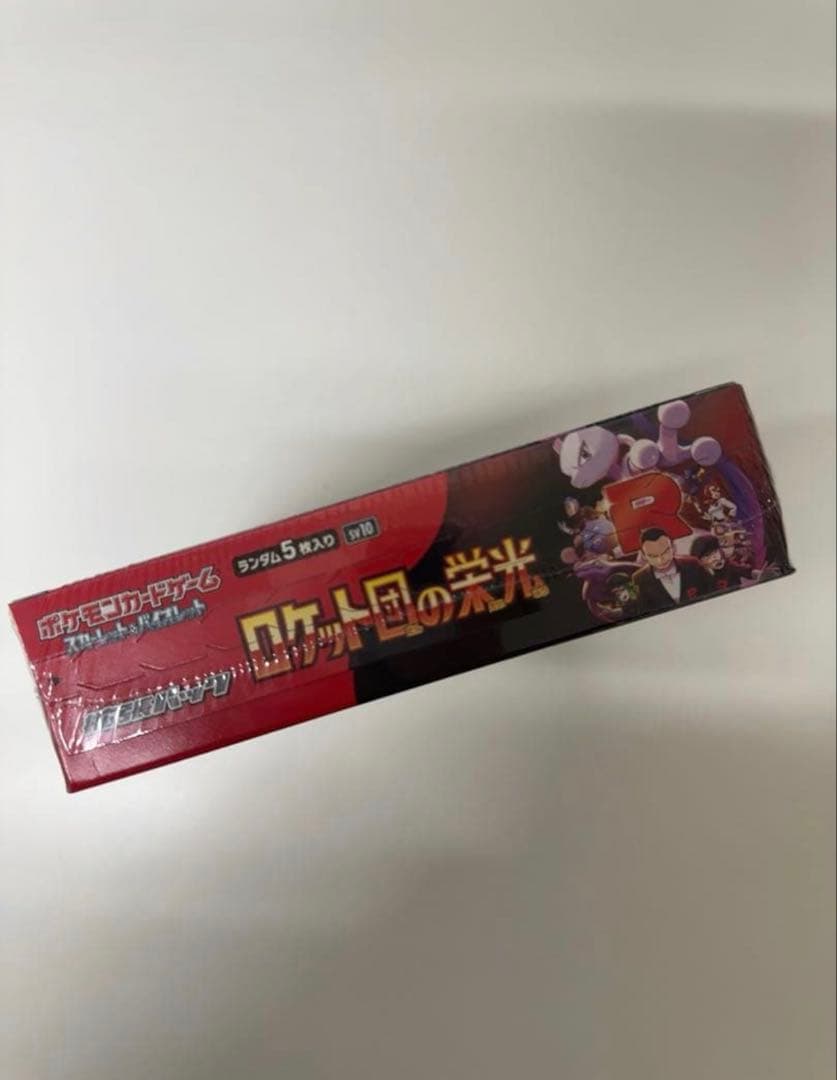 ポケモンカードゲーム
スカーレット&バイオレット
拡張パック
ランダム5枚入り sv10
ロケット団の栄光
R